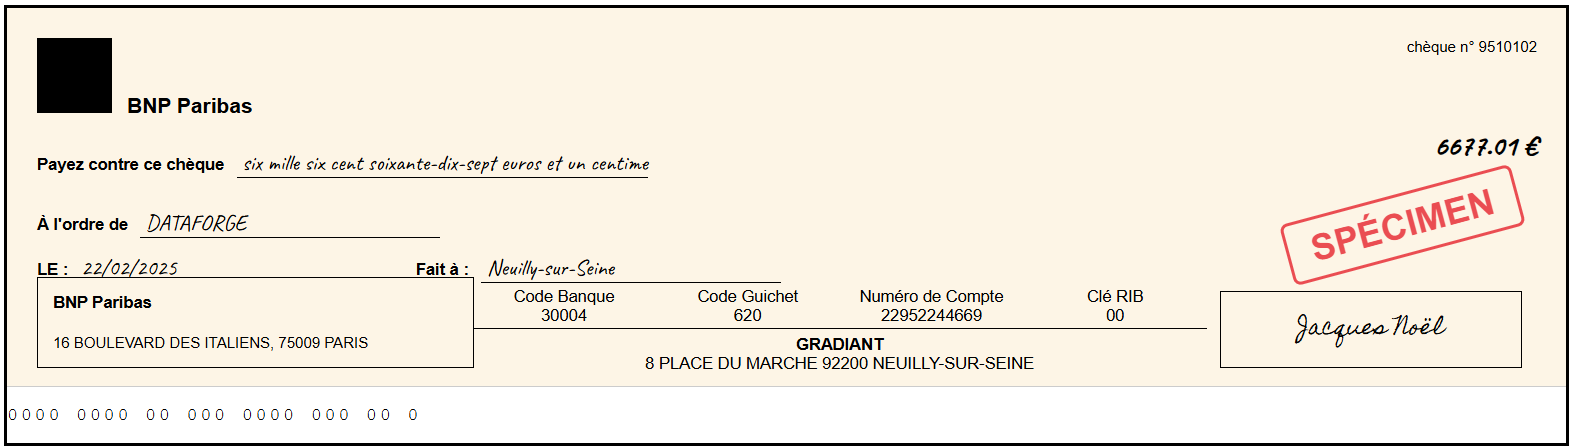 chèque n° 9510102
BNP Paribas
6677.01 €
Payez contre ce chèque six mille six cent soixante-dix-sept euros et un centime
SPÉCIMEN
À l'ordre de DATAFORGE
LE : 22/02/2025 Fait à : Neuilly-sur-Seine
BNP Paribas
16 BOULEVARD DES ITALIENS, 75009 PARIS
Code Banque Code Guichet Numéro de Compte Clé RIB
30004 620 22952244669 00
GRADIANT
8 PLACE DU MARCHE 92200 NEUILLY-SUR-SEINE
Jacques Noël
0000 0000 00 000 0000 000 00 0